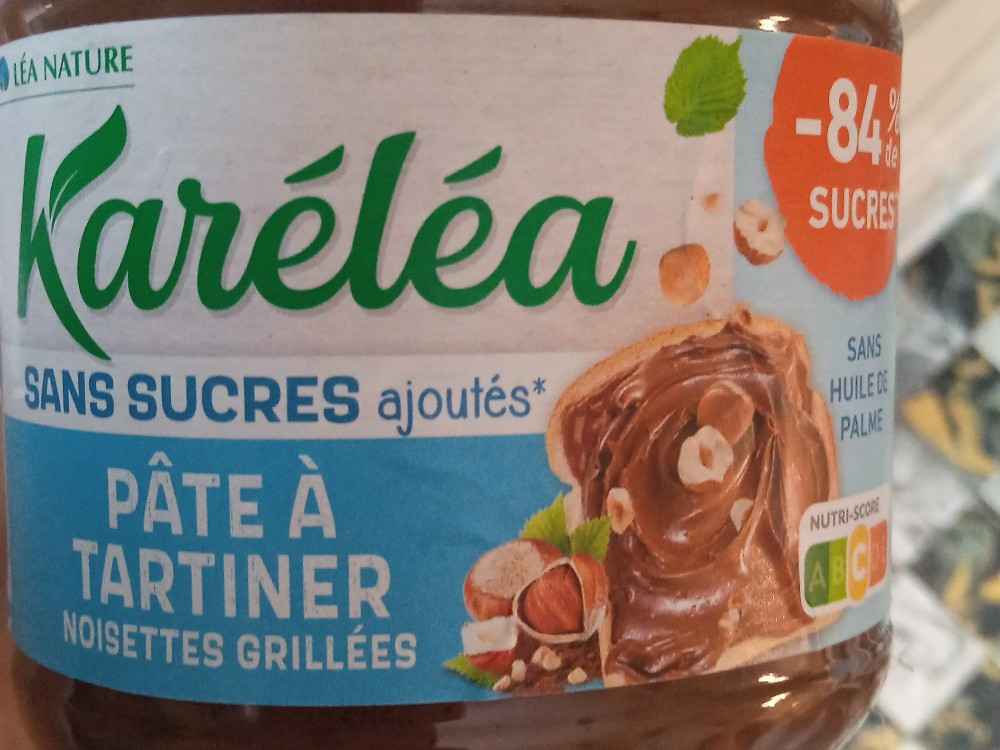 LÉA NATURE
Karéléa
SANS SUCRES ajoutés*
PÂTE À
TARTINER
NOISETTES GRILLÉES
-84 %
de
SUCRES
SANS
HUILE DE
PALME
NUTRI-SCORE
A B C